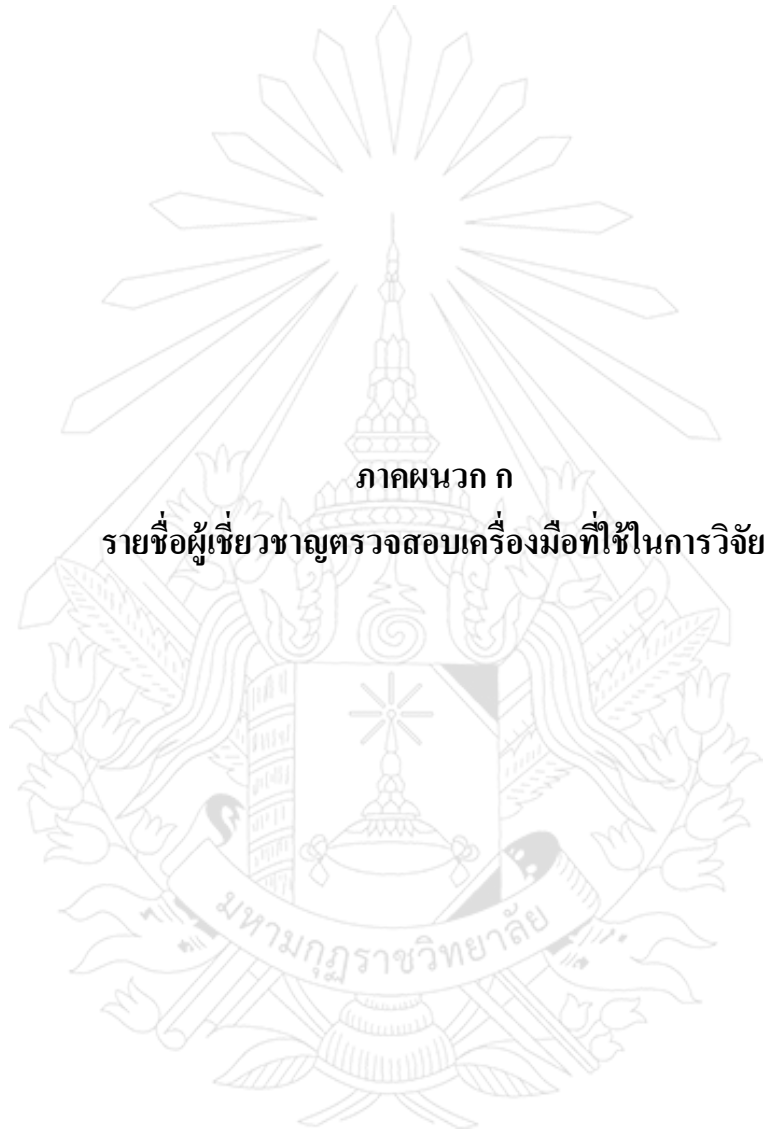 ภาคผนวก ก
รายชื่อผู้เชี่ยวชาญตรวจสอบเครื่องมือที่ใช้ในการวิจัย
มหามกุฏราชวิทยาลัย